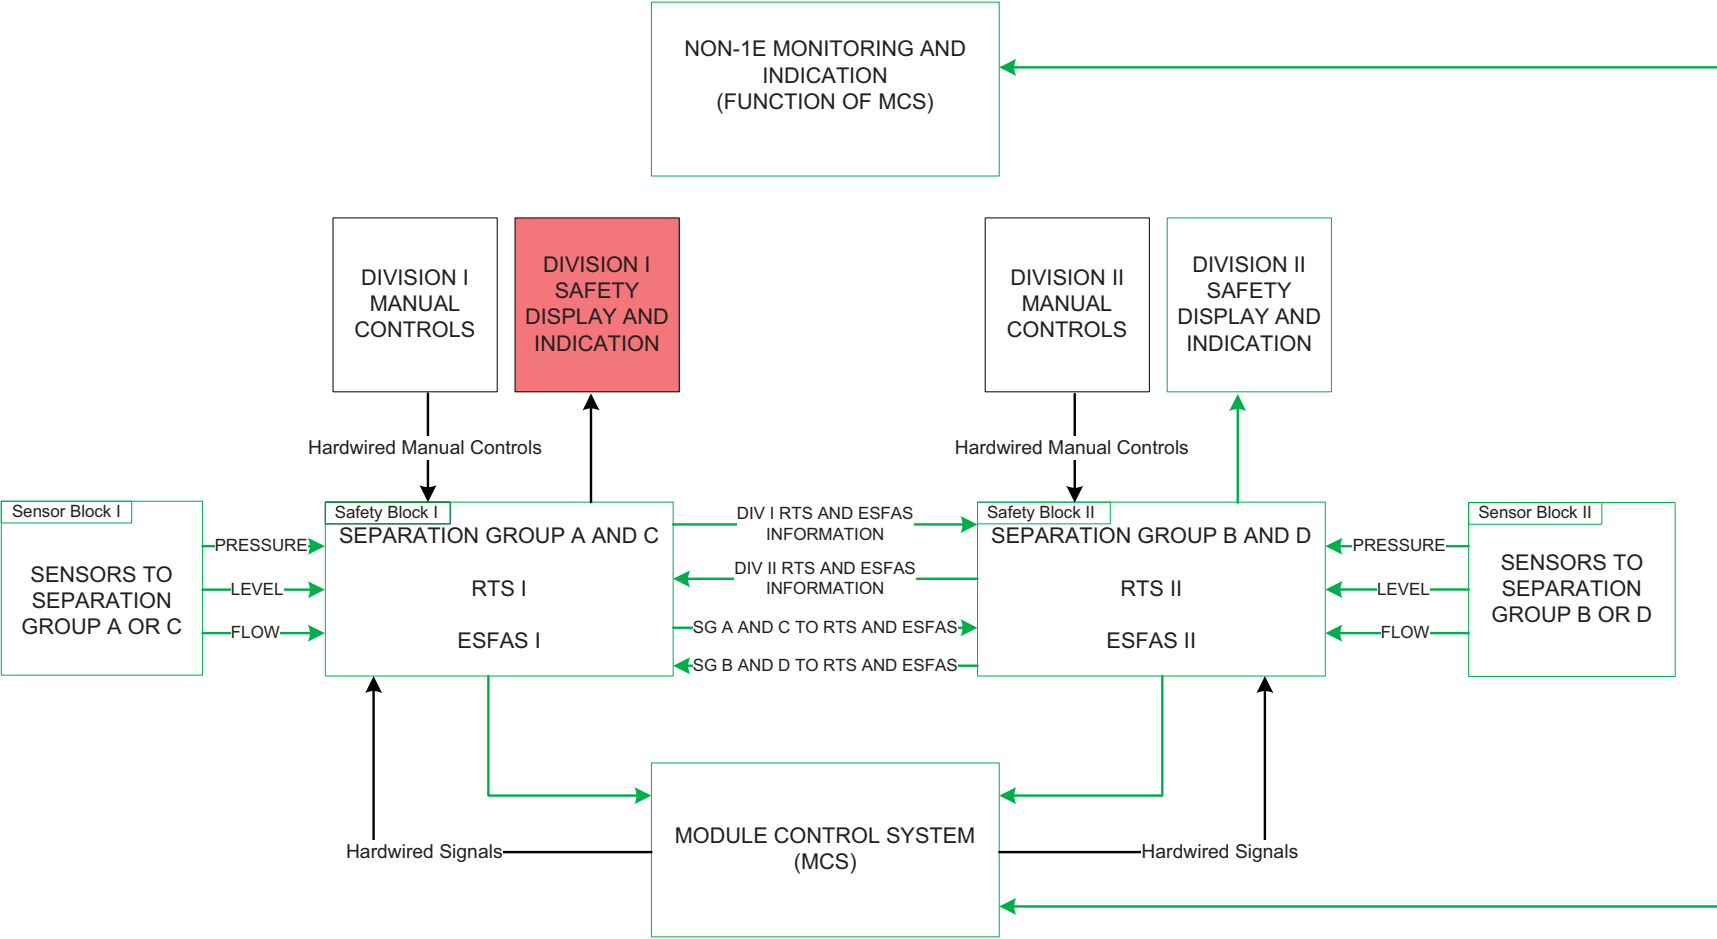 NON-1E MONITORING AND
INDICATION
(FUNCTION OF MCS)
DIVISION I
MANUAL
CONTROLS
DIVISION I
SAFETY
DISPLAY AND
INDICATION
DIVISION II
MANUAL
CONTROLS
DIVISION II
SAFETY
DISPLAY AND
INDICATION
Hardwired Manual Controls
Hardwired Manual Controls
Sensor Block I
SENSORS TO
SEPARATION
GROUP A OR C
PRESSURE
LEVEL
FLOW
Safety Block I
SEPARATION GROUP A AND C
RTS I
ESFAS I
DIV I RTS AND ESFAS
INFORMATION
DIV II RTS AND ESFAS
INFORMATION
SG A AND C TO RTS AND ESFAS
SG B AND D TO RTS AND ESFAS
Safety Block II
SEPARATION GROUP B AND D
RTS II
ESFAS II
PRESSURE
LEVEL
FLOW
Sensor Block II
SENSORS TO
SEPARATION
GROUP B OR D
Hardwired Signals
MODULE CONTROL SYSTEM
(MCS)
Hardwired Signals